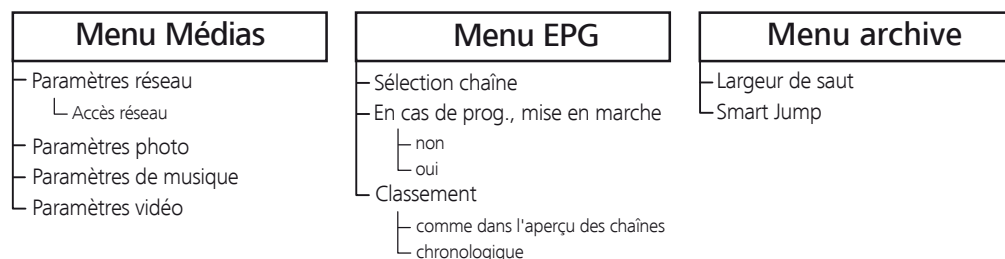 Menu Médias
Paramètres réseau
Accès réseau
Paramètres photo
Paramètres de musique
Paramètres vidéo
Menu EPG
Sélection chaîne
En cas de prog., mise en marche
non
oui
Classement
comme dans l'aperçu des chaînes
chronologique
Menu archive
Largeur de saut
Smart Jump